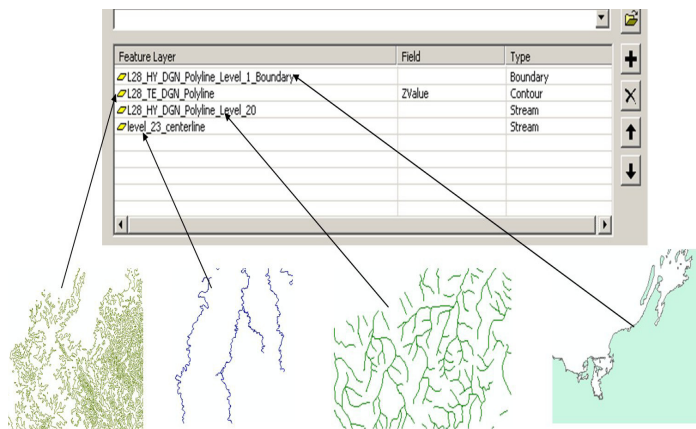 Feature Layer Field Type
L28_HY_DGN_Polyline_Level_1_Boundary Boundary
L28_TE_DGN_Polyline ZValue Contour
L28_HY_DGN_Polyline_Level_20 Stream
level_23_centerline Stream